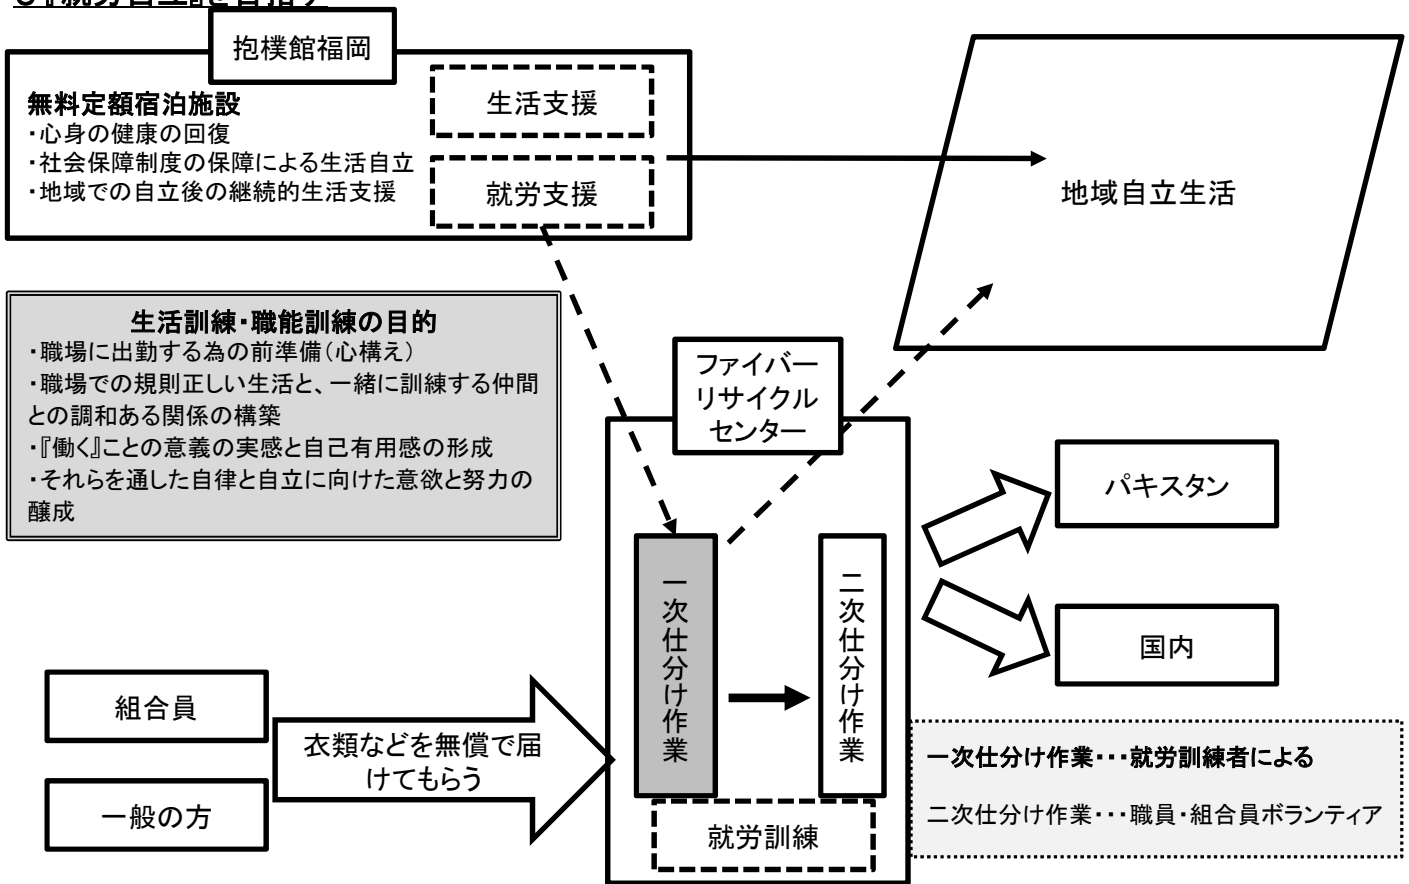 抱樸館福岡
無料定額宿泊施設
・心身の健康の回復
・社会保障制度の保障による生活自立
・地域での自立後の継続的生活支援
生活支援
就労支援
地域自立生活
生活訓練・職能訓練の目的
・職場に出勤する為の前準備(心構え)
・職場での規則正しい生活と、一緒に訓練する仲間
との調和ある関係の構築
・『働く』ことの意義の実感と自己有用感の形成
・それらを通した自律と自立に向けた意欲と努力の
醸成
ファイバー
リサイクル
センター
一次仕分け作業
二次仕分け作業
就労訓練
パキスタン
国内
組合員
一般の方
衣類などを無償で届
けてもらう
一次仕分け作業・・・就労訓練者による
二次仕分け作業・・・職員・組合員ボランティア